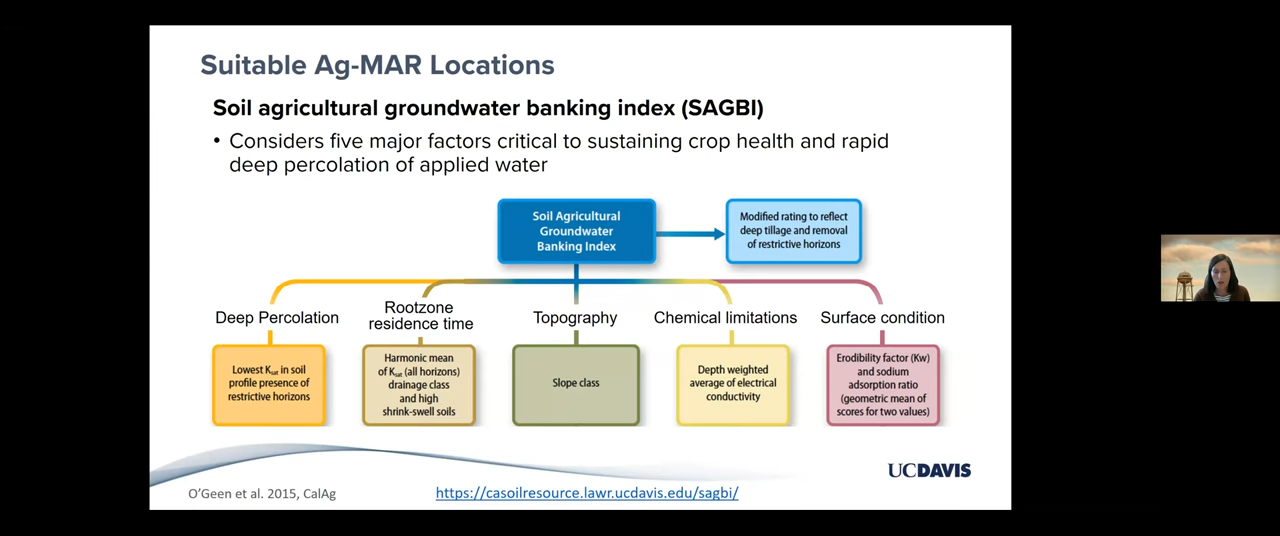 Suitable Ag-MAR Locations
Soil agricultural groundwater banking index (SAGBI)
• Considers five major factors critical to sustaining crop health and rapid
deep percolation of applied water
Soil Agricultural
Groundwater
Banking Index
Modified rating to reflect
deep tillage and removal
of restrictive horizons
Deep Percolation
Rootzone
residence time
Topography
Chemical limitations
Surface condition
Lowest Ksat in soil
profile presence of
restrictive horizons
Harmonic mean
of Ksat (all horizons)
drainage class
and high
shrink-swell soils
Slope class
Depth weighted
average of electrical
conductivity
Erodibility factor (Kw)
and sodium
adsorption ratio
(geometric mean of
scores for two values)
UCDAVIS
O'Geen et al. 2015, CalAg
https://casoilresource.lawr.ucdavis.edu/sagbi/